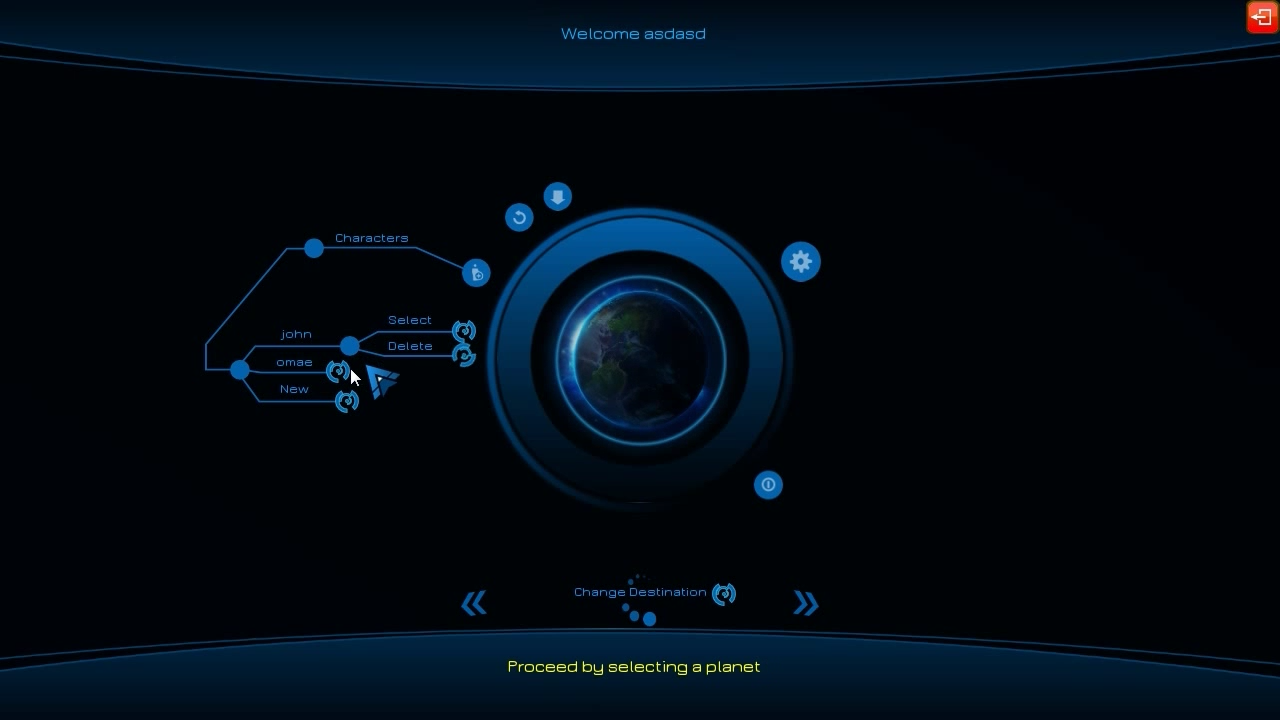 Welcome asdasd
Characters
Select
john
Delete
omae
New
Change Destination
Proceed by selecting a planet